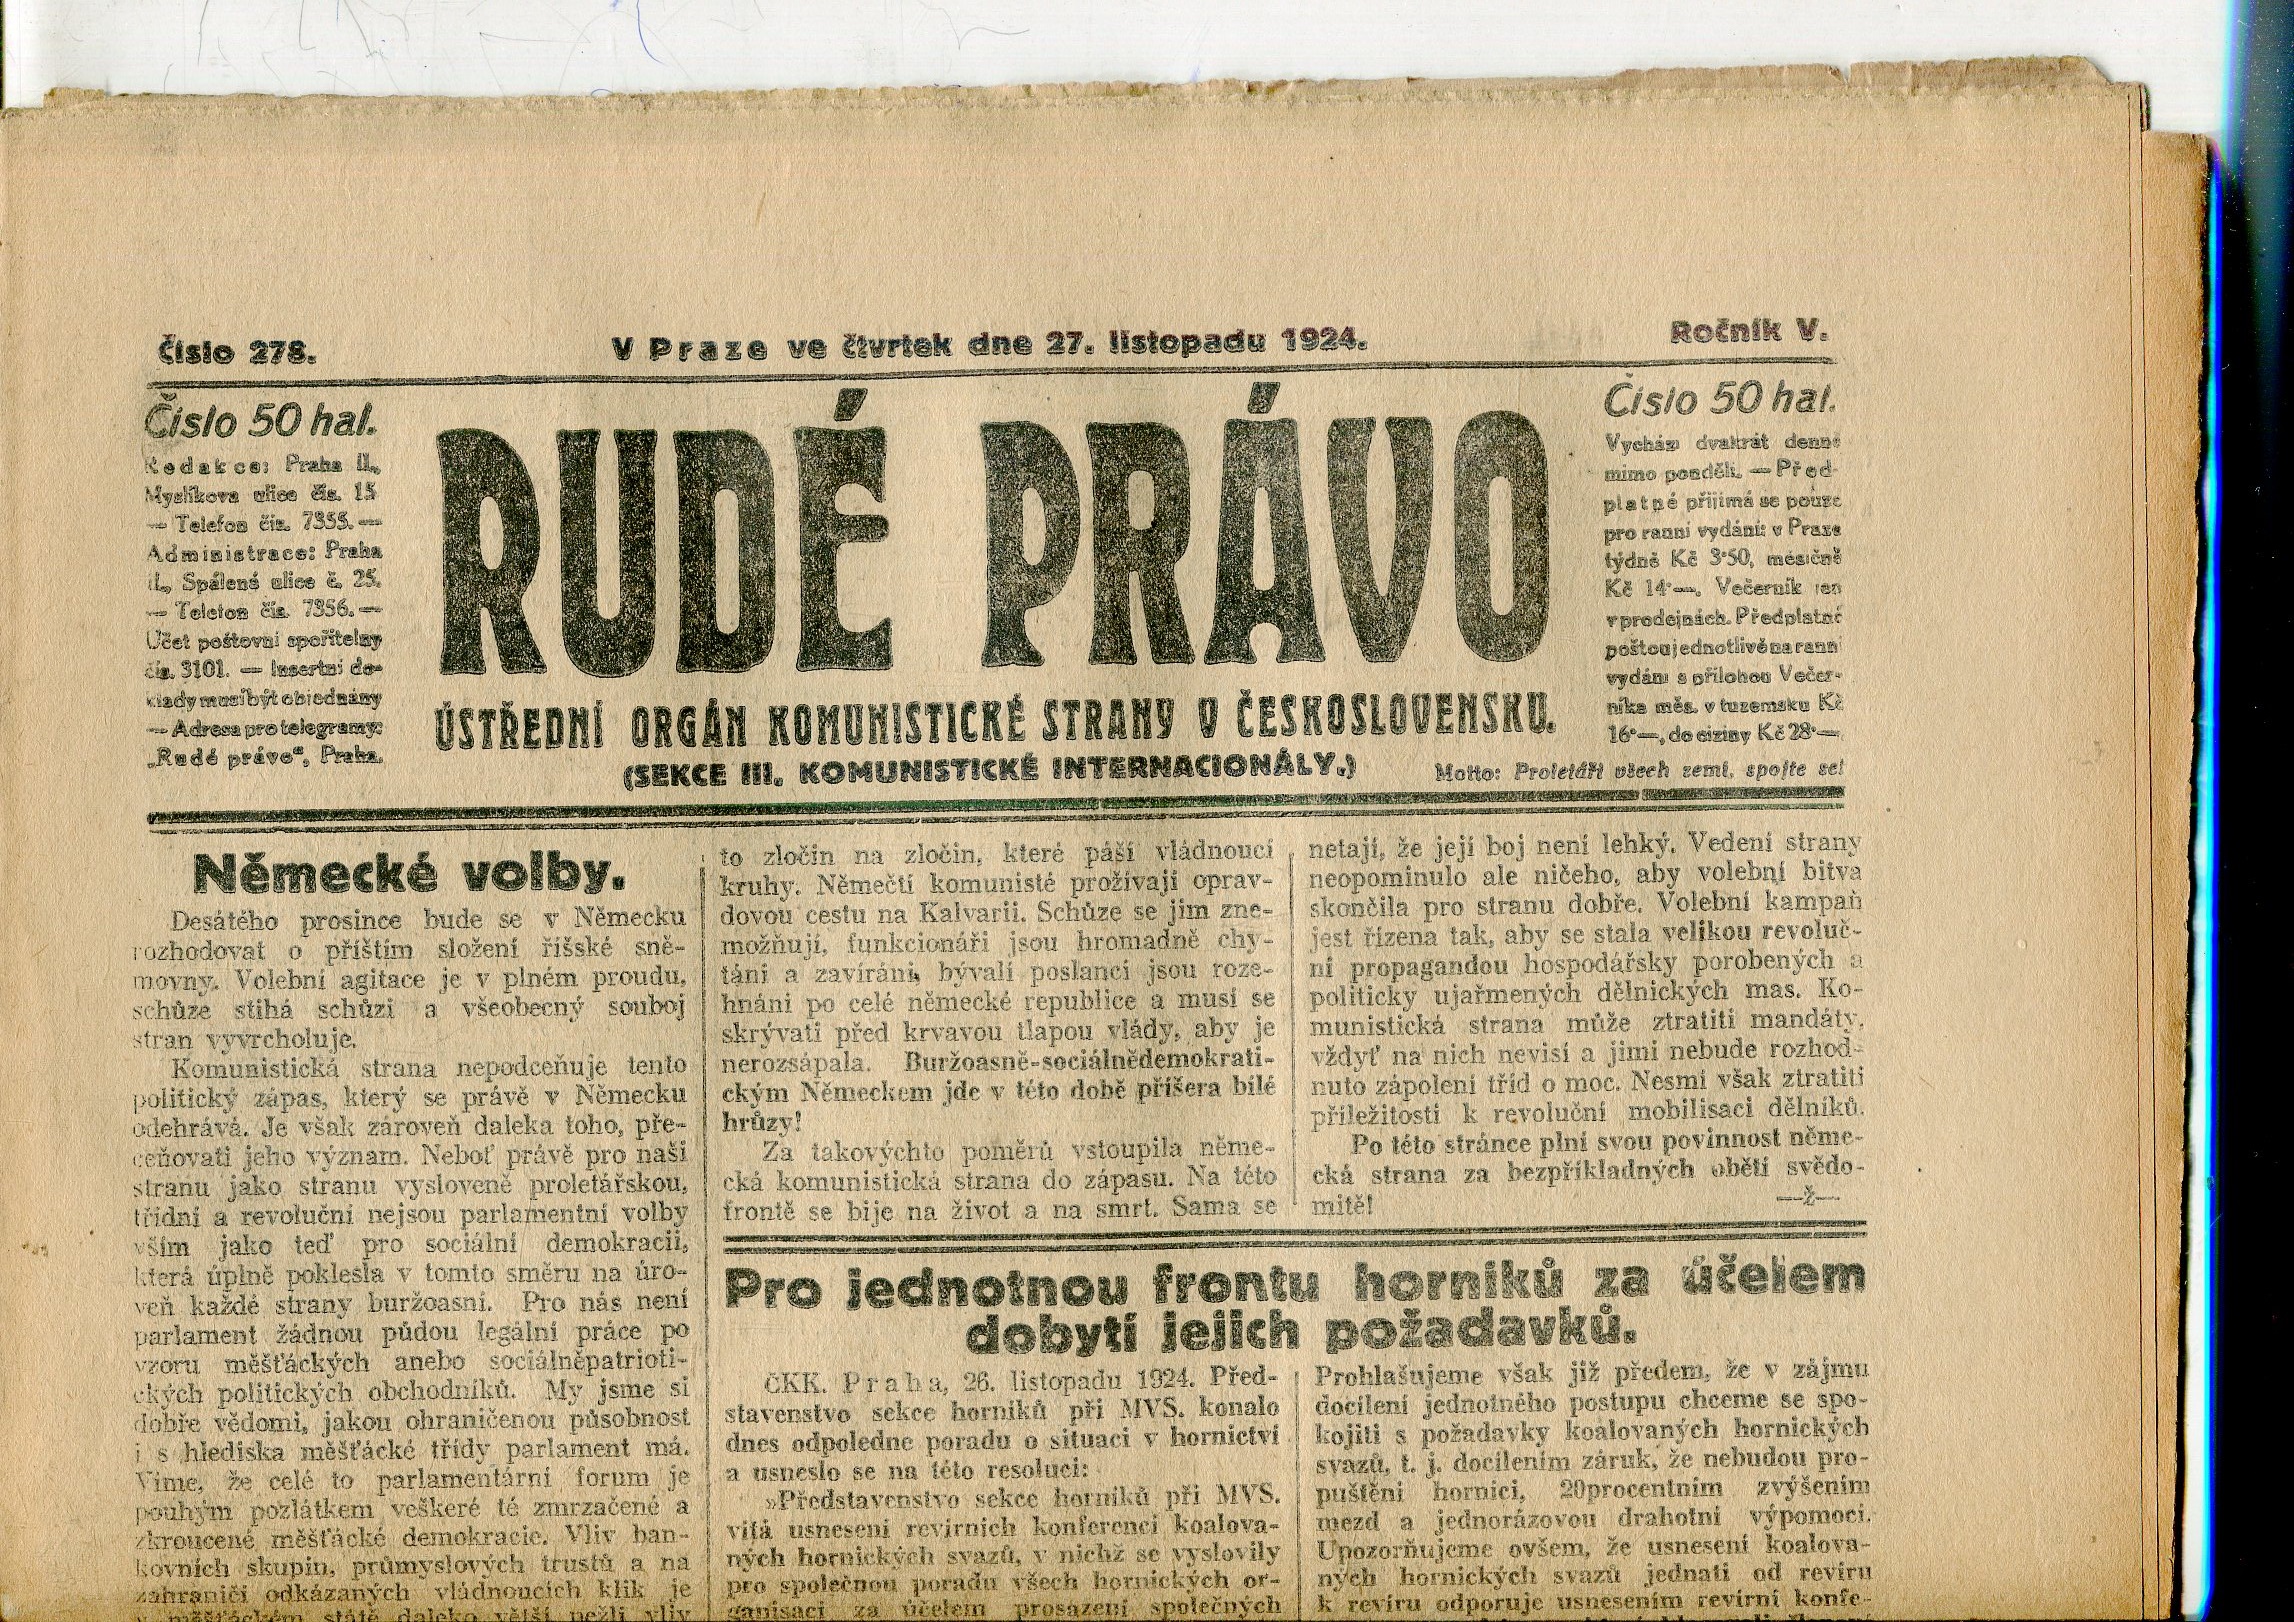 Číslo 278.
V Praze ve čtvrtek dne 27. listopadu 1924.
Ročník V.
Číslo 50 hal.
Redakce: Praha II.,
Myslíkova ulice čís. 15
— Telefon čís. 7355. —
Administrace: Praha
II., Spálená ulice č. 25.
— Telefon čís. 7356. —
Účet poštovní spořitelny
čís. 3101. — Insertní do-
klady musí být objednány
— Adresa pro telegramy:
„Rudé právo“, Praha.
RUDÉ PRÁVO
ÚSTŘEDNÍ ORGÁN KOMUNISTICKÉ STRANY V ČESKOSLOVENSKU.
(SEKCE III. KOMUNISTICKÉ INTERNACIONÁLY.)
Číslo 50 hal.
Vychází dvakrát denně
mimo pondělí. — Před-
platné přijímá se pouze
pro ranní vydání: v Praze
týdně Kč 3·50, měsíčně
Kč 14·—. Večerník jen
v prodejnách. Předplatné
poštou jednotlivě na ranní
vydání s přílohou Večer-
níka měs. v tuzemsku Kč
16·—, do ciziny Kč 28·—.
Motto: Proletáři všech zemí, spojte se!
Německé volby.
Desátého prosince bude se v Německu
rozhodovat o příštím složení říšské sně-
movny. Volební agitace je v plném proudu,
schůze stíhá schůzi a všeobecný souboj
stran vyvrcholuje.
Komunistická strana nepodceňuje tento
politický zápas, který se právě v Německu
odehrává. Je však zároveň daleka toho, pře-
ceňovati jeho význam. Neboť právě pro naši
stranu jako stranu vysloveně proletářskou,
třídní a revoluční nejsou parlamentní volby
vším jako teď pro sociální demokracii,
která úplně poklesla v tomto směru na úro-
veň každé strany buržoasní. Pro nás není
parlament žádnou půdou legální práce po
vzoru měšťáckých anebo sociálněpatrioti-
ckých politických obchodníků. My jsme si
dobře vědomi, jakou ohraničenou působnost
i s hlediska měšťácké třídy parlament má.
Víme, že celé to parlamentární forum je
pouhým pozlátkem veškeré té zmrzačené a
zkroucené měšťácké demokracie. Vliv ban-
kovních skupin, průmyslových trustů a na
zahraničí odkázaných vládnoucích klik je
v měšťáckém státě daleko větší nežli vliv
to zločin na zločin, které páší vládnoucí
kruhy. Němečtí komunisté prožívají oprav-
dovou cestu na Kalvarii. Schůze se jim zne-
možňují, funkcionáři jsou hromadně chy-
táni a zavíráni, bývalí poslanci jsou roze-
hnáni po celé německé republice a musí se
skrývati před krvavou tlapou vlády, aby je
nerozsápala. Buržoasně-sociálnědemokrati-
ckým Německem jde v této době příšera bílé
hrůzy!
Za takovýchto poměrů vstoupila něme-
cká komunistická strana do zápasu. Na této
frontě se bije na život a na smrt. Sama se
netají, že její boj není lehký. Vedení strany
neopominulo ale ničeho, aby volební bitva
skončila pro stranu dobře. Volební kampaň
jest řízena tak, aby se stala velikou revoluč-
ní propagandou hospodářsky porobených a
politicky ujařmených dělnických mas. Ko-
munistická strana může ztratiti mandáty,
vždyť na nich nevisí a jimi nebude rozhod-
nuto zápolení tříd o moc. Nesmí však ztratiti
příležitosti k revoluční mobilisaci dělníků.
Po této stránce plní svou povinnost něme-
cká strana za bezpříkladných obětí svědo-
mitě!
—ž—
Pro jednotnou frontu horníků za účelem
dobytí jejich požadavků.
ČKK. Praha, 26. listopadu 1924. Před-
stavenstvo sekce horníků při MVS. konalo
dnes odpoledne poradu o situaci v hornictví
a usneslo se na této resoluci:
»Představenstvo sekce horníků při MVS.
vítá usnesení revírních konferencí koalova-
ných hornických svazů, v nichž se vyslovily
pro společnou poradu všech hornických or-
ganisací za účelem prosazení společných
Prohlašujeme však již předem, že v zájmu
docílení jednotného postupu chceme se spo-
kojiti s požadavky koalovaných hornických
svazů, t. j. docílením záruk, že nebudou pro-
puštěni horníci, 20procentním zvýšením
mezd a jednorázovou drahotní výpomocí.
Upozorňujeme ovšem, že usnesení koalova-
ných hornických svazů jednati od revíru
k revíru odporuje usnesením revírní konfe-